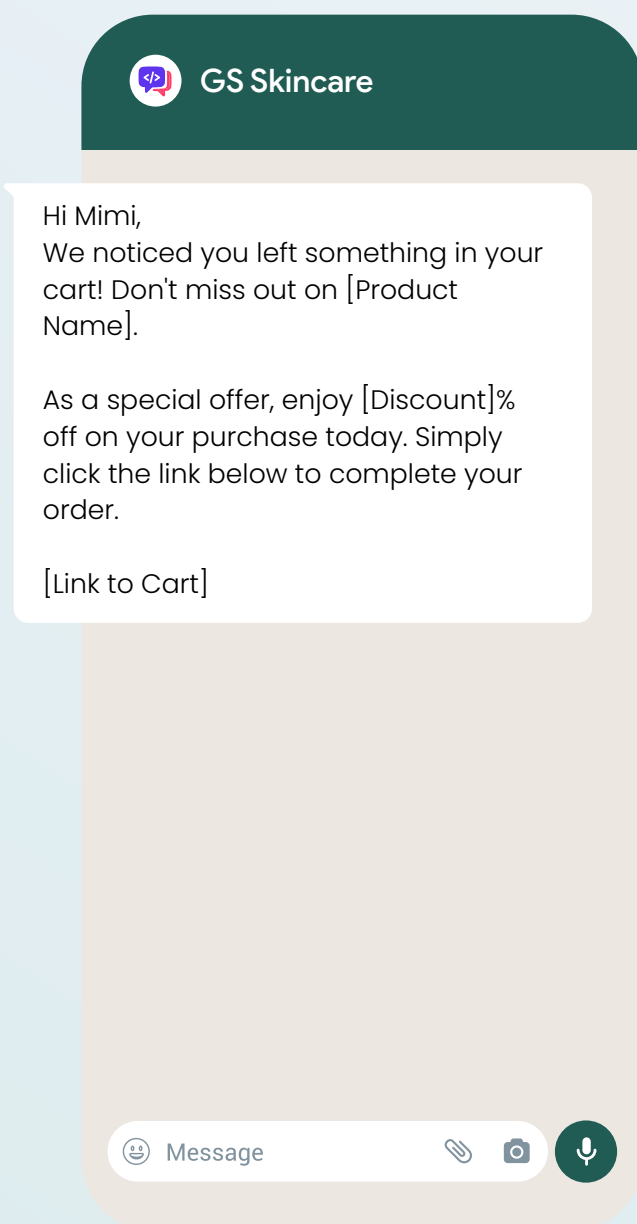 </>
GS Skincare
Hi Mimi,
We noticed you left something in your
cart! Don't miss out on [Product
Name].
As a special offer, enjoy [Discount]%
off on your purchase today. Simply
click the link below to complete your
order.
[Link to Cart]
Message